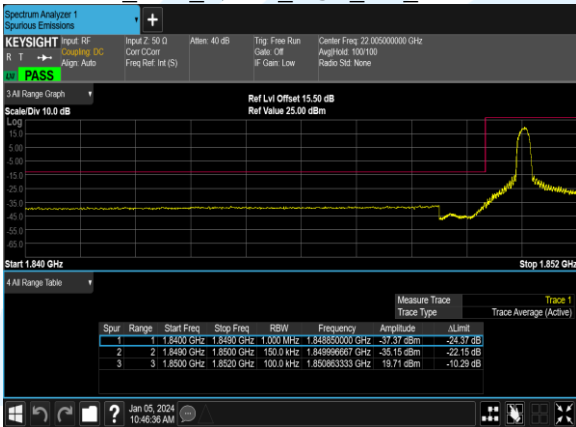 Spectrum Analyzer 1
Spurious Emissions
+
KEYSIGHT Input: RF Input Z: 50 Ω Atten: 40 dB Trig: Free Run Center Freq: 22.005000000 GHz
R T Coupling: DC Corr CCorr Gate: Off Avg|Hold: 100/100
Align: Auto Freq Ref: Int (S) IF Gain: Low Radio Std: None
LVI PASS
3 All Range Graph
Ref Lvl Offset 15.50 dB
Scale/Div 10.0 dB Ref Value 25.00 dBm
Log
15.0
5.00
-5.00
-15.0
-25.0
-35.0
-45.0
-55.0
-65.0
Start 1.840 GHz Stop 1.852 GHz
4 All Range Table
Measure Trace Trace 1
Trace Type Trace Average (Active)
Spur Range Start Freq Stop Freq RBW Frequency Amplitude ΔLimit
1 1 1.8400 GHz 1.8490 GHz 1.000 MHz 1.848850000 GHz -37.37 dBm -24.37 dB
2 2 1.8490 GHz 1.8500 GHz 150.0 kHz 1.849996667 GHz -35.15 dBm -22.15 dB
3 3 1.8500 GHz 1.8520 GHz 100.0 kHz 1.850863333 GHz 19.71 dBm -10.29 dB
? Jan 05, 2024
10:46:36 AM